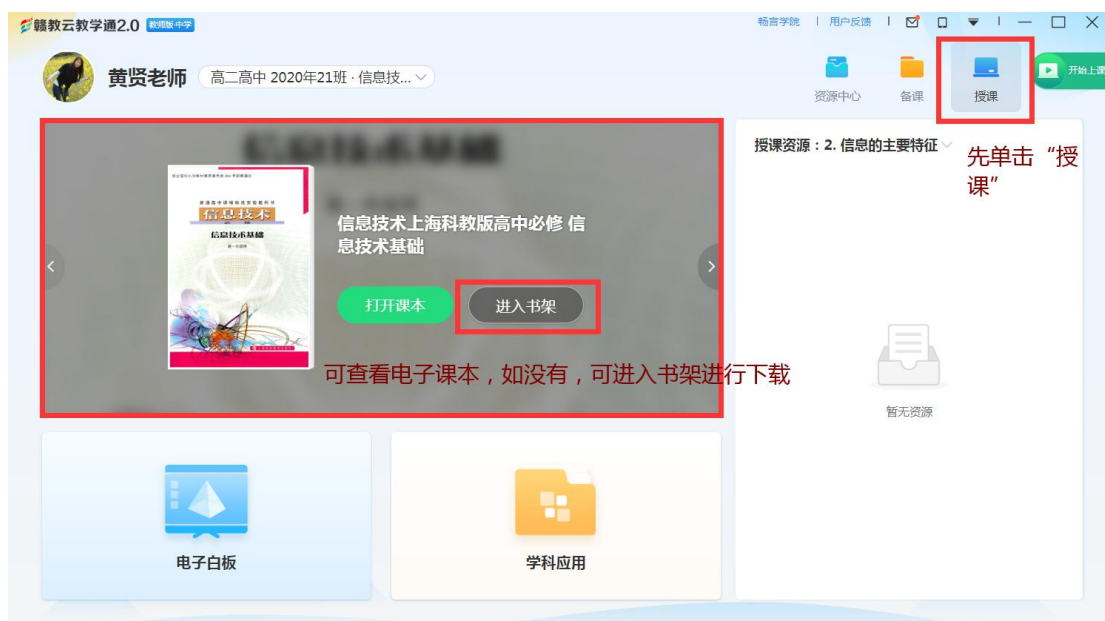 赣教云教学通2.0 教师版·中学
畅言学院 | 用户反馈
黄贤老师 高二高中 2020年21班 · 信息技...
资源中心 备课 授课 开始上课
授课资源：2. 信息的主要特征
先单击“授
课”
信息技术
信息技术基础
信息技术上海科教版高中必修 信
息技术基础
打开课本 进入书架
可查看电子课本，如没有，可进入书架进行下载
暂无资源
电子白板 学科应用